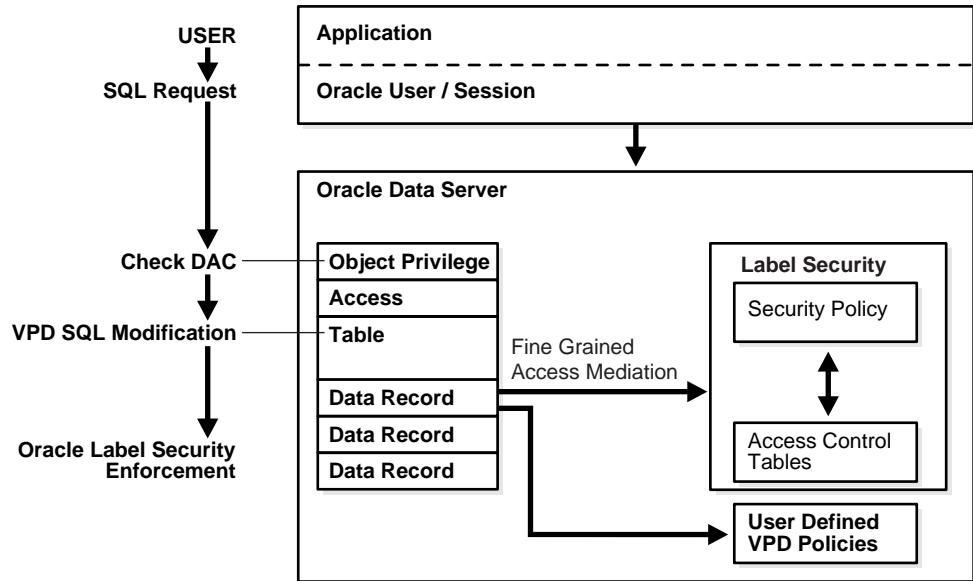 USER
SQL Request
Check DAC
VPD SQL Modification
Oracle Label Security
Enforcement
Application
Oracle User / Session
Oracle Data Server
Object Privilege
Access
Table
Data Record
Data Record
Data Record
Fine Grained
Access Mediation
Label Security
Security Policy
Access Control
Tables
User Defined
VPD Policies